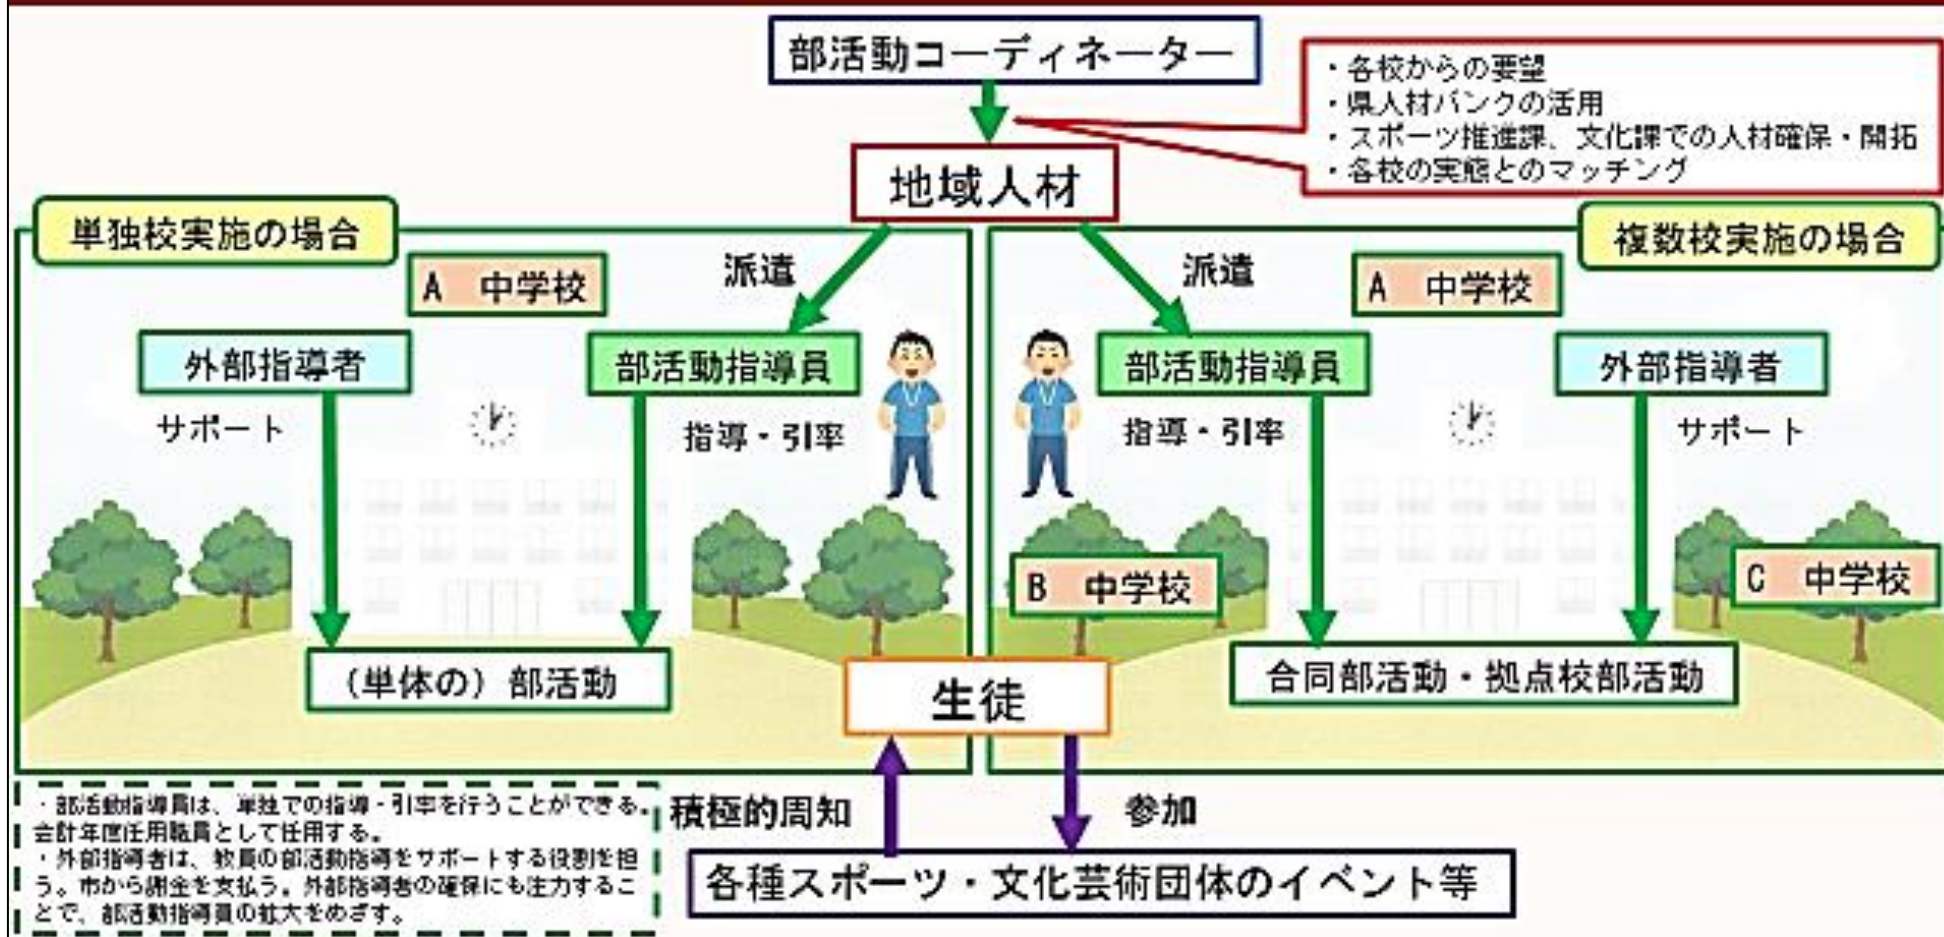 部活動コーディネーター
・各校からの要望
・県人材バンクの活用
・スポーツ推進課、文化課での人材確保・開拓
・各校の実態とのマッチング
地域人材
単独校実施の場合
A 中学校
派遣
外部指導者
部活動指導員
サポート
指導・引率
(単体の)部活動
複数校実施の場合
派遣
A 中学校
部活動指導員
外部指導者
指導・引率
サポート
B 中学校
C 中学校
合同部活動・拠点校部活動
生徒
積極的周知
参加
各種スポーツ・文化芸術団体のイベント等
・部活動指導員は、単独での指導・引率を行うことができる。
会計年度任用職員として任用する。
・外部指導者は、教員の部活動指導をサポートする役割を担
う。市から謝金を支払う。外部指導者の確保にも注力するこ
とで、部活動指導員の拡大をめざす。